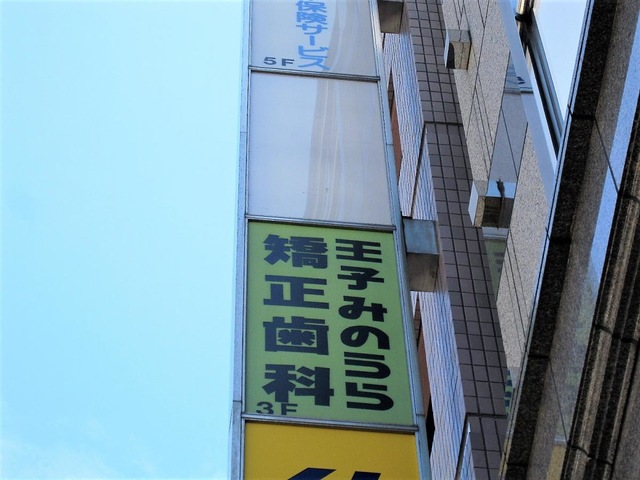 保険サービス
5F
王子みのうら
矯正歯科
3F